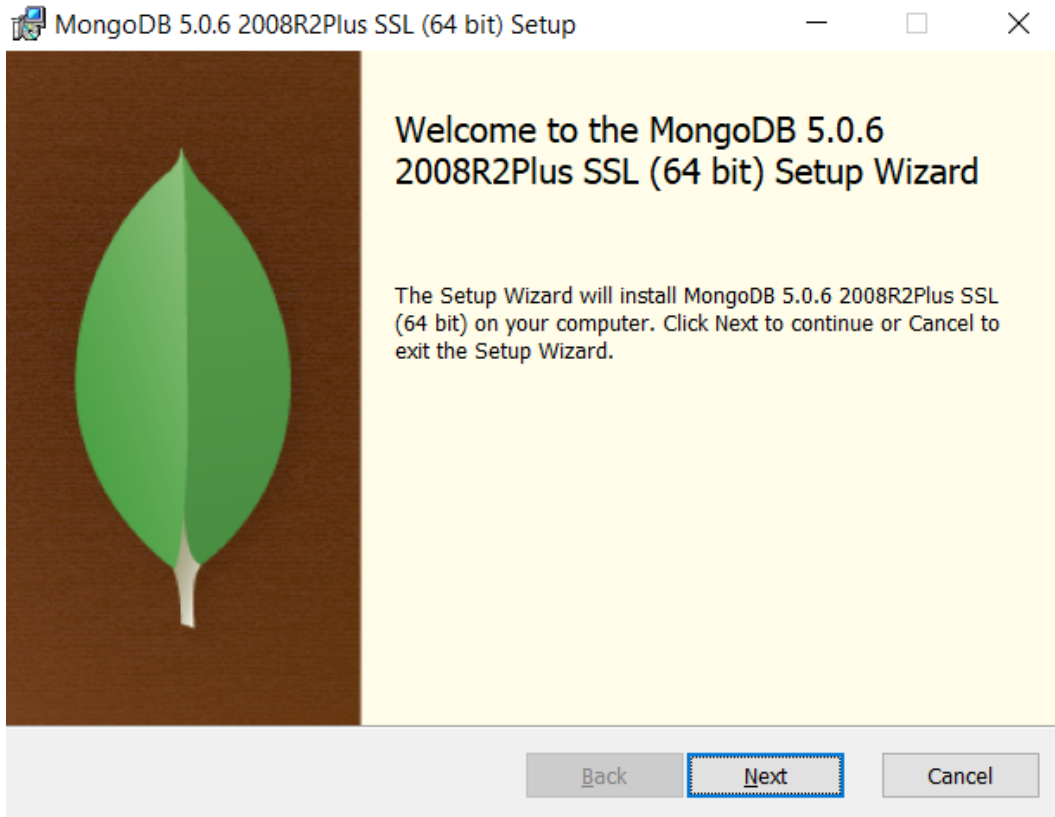 MongoDB 5.0.6 2008R2Plus SSL (64 bit) Setup
Welcome to the MongoDB 5.0.6
2008R2Plus SSL (64 bit) Setup Wizard
The Setup Wizard will install MongoDB 5.0.6 2008R2Plus SSL
(64 bit) on your computer. Click Next to continue or Cancel to
exit the Setup Wizard.
Back Next Cancel